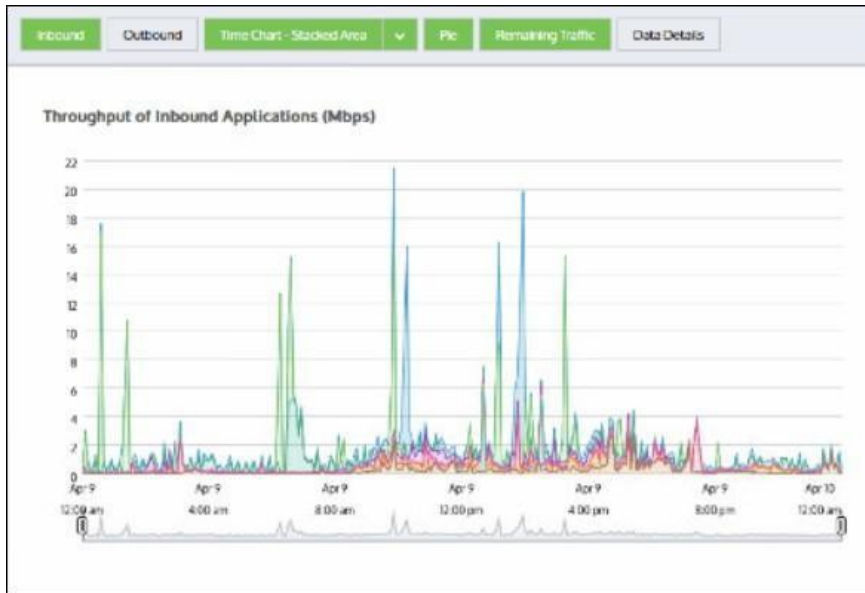 Inbound
Outbound
Time Chart - Stacked Area
Pie
Remaining Traffic
Data Details
Throughput of Inbound Applications (Mbps)
22
20
18
16
14
12
10
8
6
4
2
0
Apr 9 Apr 9 Apr 9 Apr 9 Apr 9 Apr 9 Apr 10
12:00 am 4:00 am 8:00 am 12:00 pm 4:00 pm 8:00 pm 12:00 am